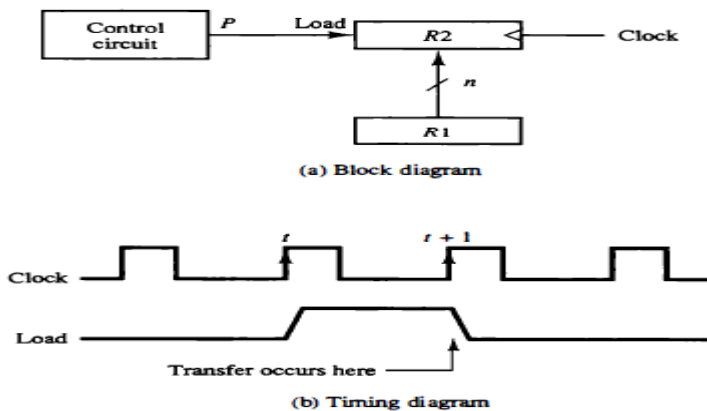 Control
circuit
P
Load
R2
Clock
n
R1
(a) Block diagram
t
t + 1
Clock
Load
Transfer occurs here
(b) Timing diagram